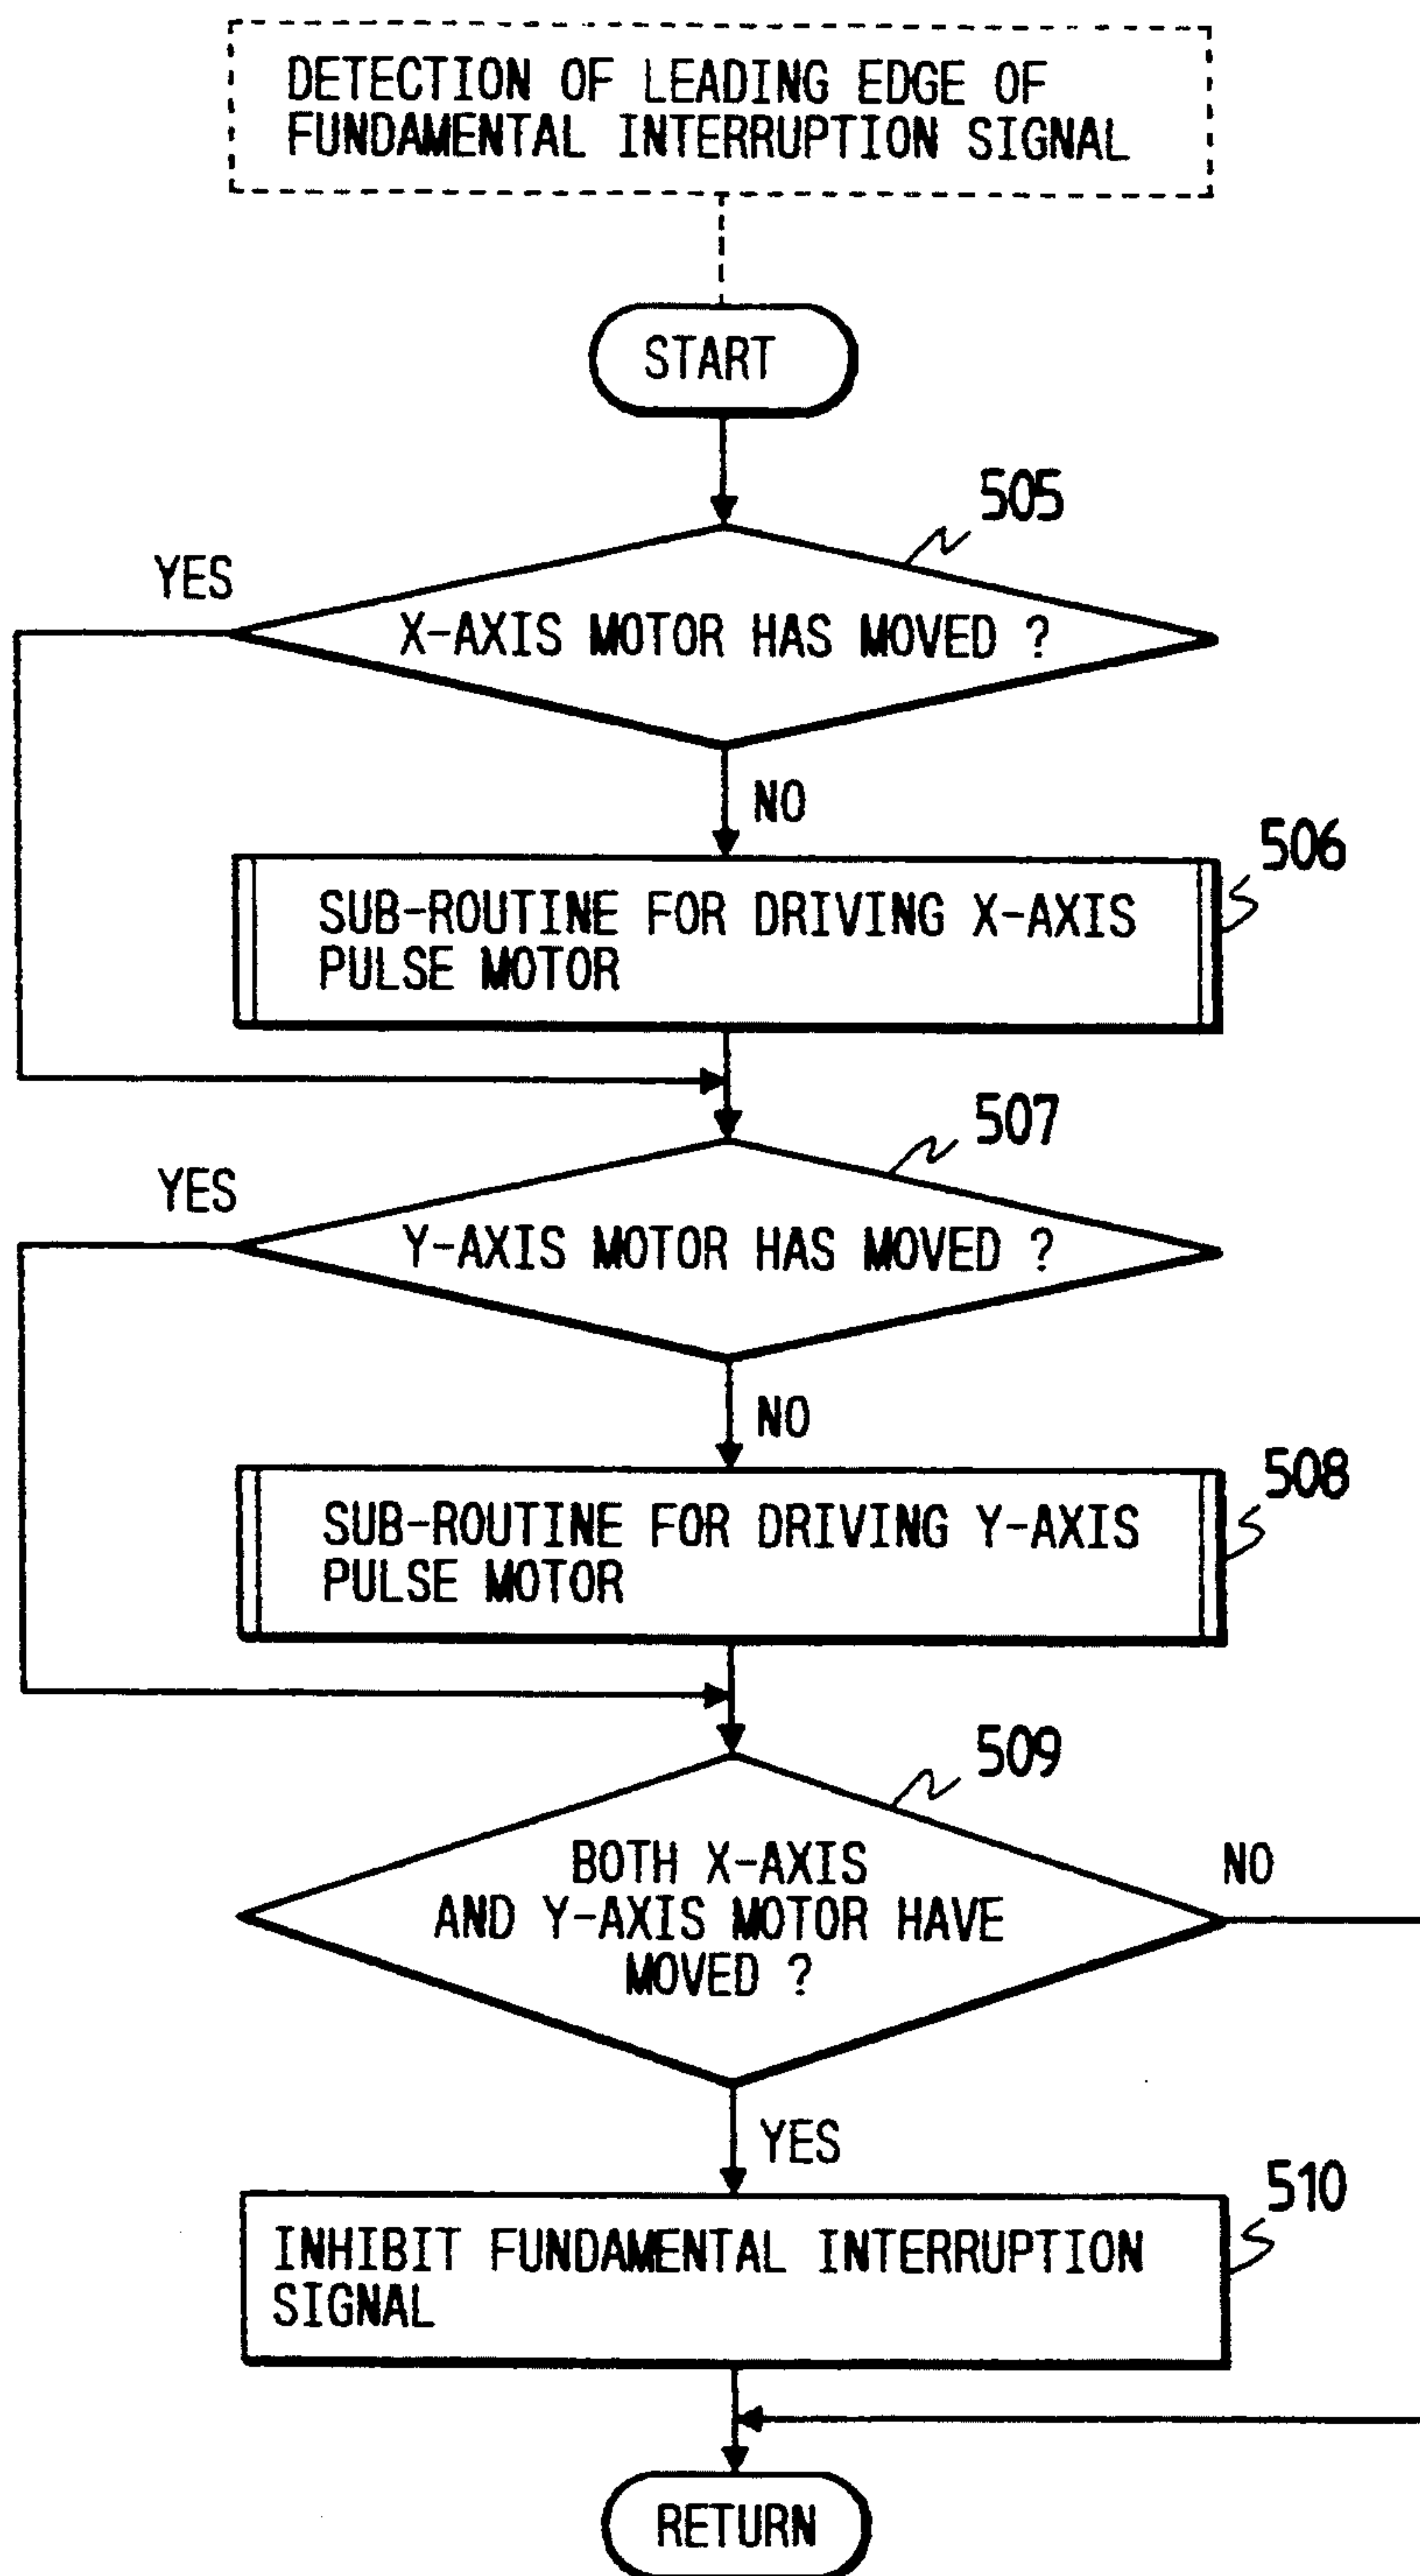 DETECTION OF LEADING EDGE OF
FUNDAMENTAL INTERRUPTION SIGNAL
START
505
YES
X-AXIS MOTOR HAS MOVED ?
NO
506
SUB-ROUTINE FOR DRIVING X-AXIS
PULSE MOTOR
507
YES
Y-AXIS MOTOR HAS MOVED ?
NO
508
SUB-ROUTINE FOR DRIVING Y-AXIS
PULSE MOTOR
509
BOTH X-AXIS
AND Y-AXIS MOTOR HAVE
MOVED ?
NO
YES
510
INHIBIT FUNDAMENTAL INTERRUPTION
SIGNAL
RETURN